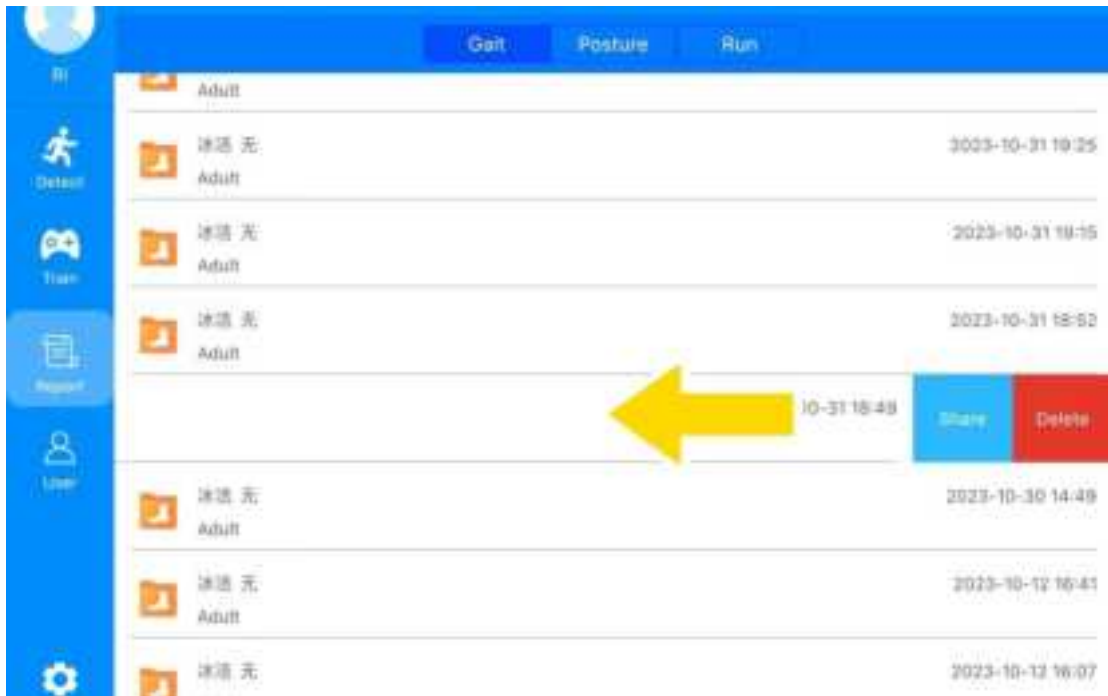 Gait Posture Run
BI
Adult
冰洁 无 2023-10-31 19:25
Adult
Detect
冰洁 无 2023-10-31 19:15
Adult
Train
冰洁 无 2023-10-31 18:52
Adult
Report
10-31 18:49 Share Delete
User
冰洁 无 2023-10-30 14:49
Adult
冰洁 无 2023-10-12 16:41
Adult
冰洁 无 2023-10-12 16:07